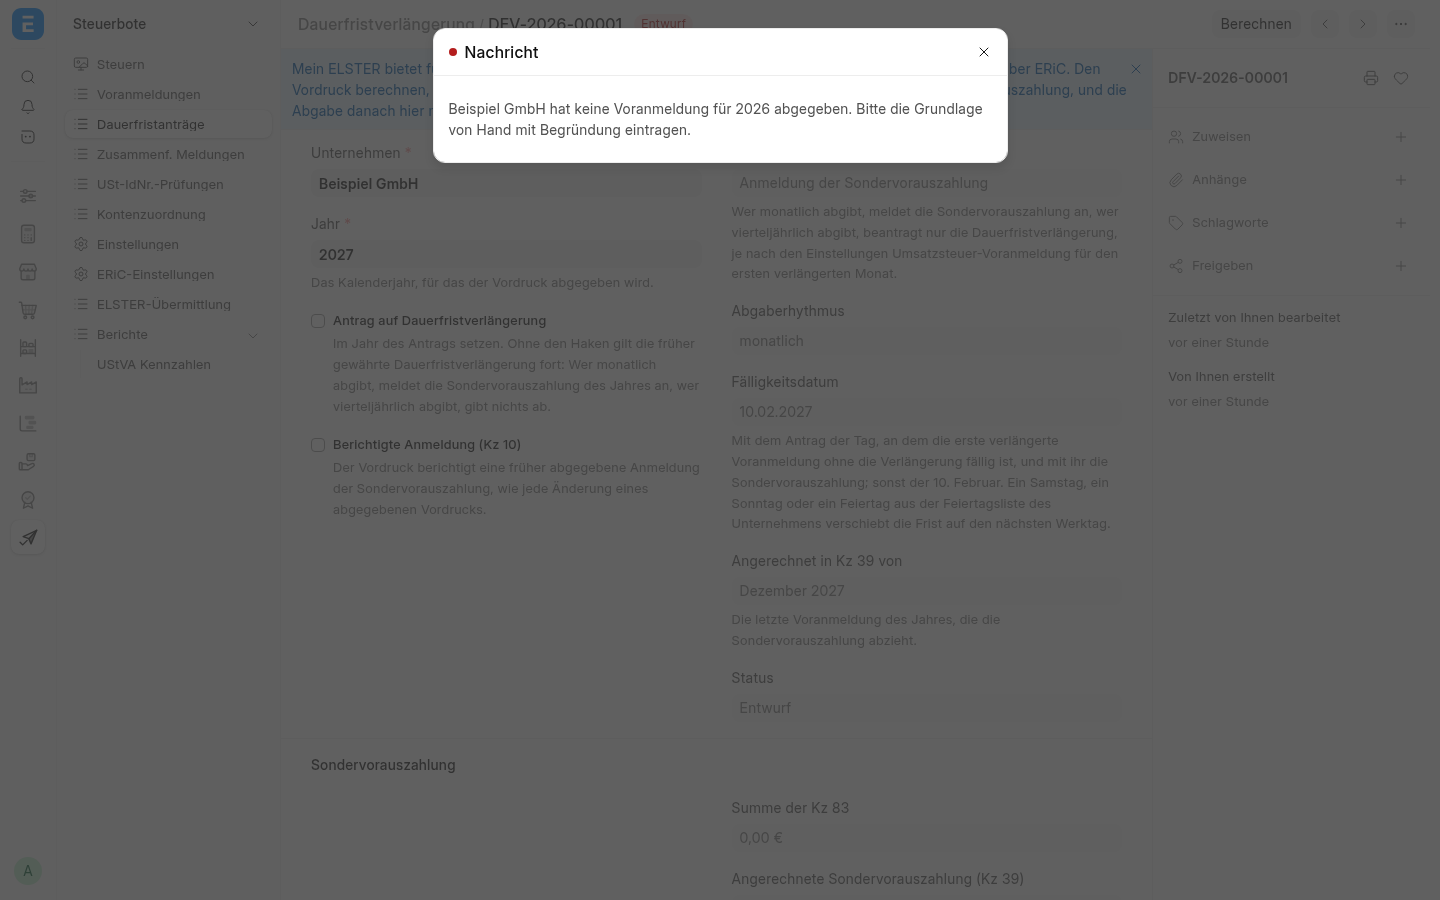 Steuerbote
Steuern
Voranmeldungen
Dauerfristanträge
Zusammenf. Meldungen
USt-IdNr.-Prüfungen
Kontenzuordnung
Einstellungen
ERiC-Einstellungen
ELSTER-Übermittlung
Berichte
UStVA Kennzahlen
A
Dauerfristverlängerung / DEV-2026-00001 Entwurf
Berechnen
Nachricht
Beispiel GmbH hat keine Voranmeldung für 2026 abgegeben. Bitte die Grundlage
von Hand mit Begründung eintragen.
Mein ELSTER bietet
ber ERiC. Den
Vordruck berechnen,
szahlung, und die
Abgabe danach hier
Unternehmen *
Beispiel GmbH
Jahr *
2027
Das Kalenderjahr, für das der Vordruck abgegeben wird.
Antrag auf Dauerfristverlängerung
Im Jahr des Antrags setzen. Ohne den Haken gilt die früher
gewährte Dauerfristverlängerung fort: Wer monatlich
abgibt, meldet die Sondervorauszahlung des Jahres an, wer
vierteljährlich abgibt, gibt nichts ab.
Berichtigte Anmeldung (Kz 10)
Der Vordruck berichtigt eine früher abgegebene Anmeldung
der Sondervorauszahlung, wie jede Änderung eines
abgegebenen Vordrucks.
Anmeldung der Sondervorauszahlung
Wer monatlich abgibt, meldet die Sondervorauszahlung an, wer
vierteljährlich abgibt, beantragt nur die Dauerfristverlängerung,
je nach den Einstellungen Umsatzsteuer-Voranmeldung für den
ersten verlängerten Monat.
Abgaberhythmus
monatlich
Fälligkeitsdatum
10.02.2027
Mit dem Antrag der Tag, an dem die erste verlängerte
Voranmeldung ohne die Verlängerung fällig ist, und mit ihr die
Sondervorauszahlung; sonst der 10. Februar. Ein Samstag, ein
Sonntag oder ein Feiertag aus der Feiertagsliste des
Unternehmens verschiebt die Frist auf den nächsten Werktag.
Angerechnet in Kz 39 von
Dezember 2027
Die letzte Voranmeldung des Jahres, die die
Sondervorauszahlung abzieht.
Status
Entwurf
Sondervorauszahlung
Summe der Kz 83
0,00 €
Angerechnete Sondervorauszahlung (Kz 39)
DEV-2026-00001
Zuweisen
Anhänge
Schlagworte
Freigeben
Zuletzt von Ihnen bearbeitet
vor einer Stunde
Von Ihnen erstellt
vor einer Stunde